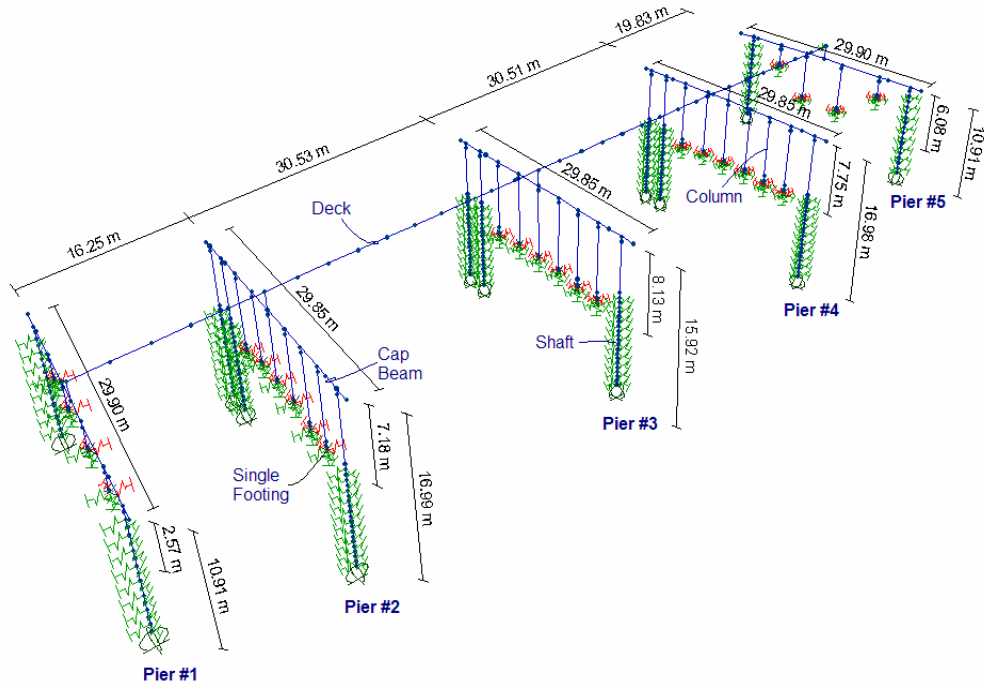 19.83 m
30.51 m
30.53 m
16.25 m
29.90 m
29.85 m
6.08 m
10.91 m
Pier #5
Column
7.75 m
16.98 m
Pier #4
29.85 m
Deck
8.13 m
15.92 m
Shaft
Pier #3
29.85 m
Cap
Beam
7.18 m
16.99 m
Single
Footing
Pier #2
29.90 m
2.57 m
10.91 m
Pier #1